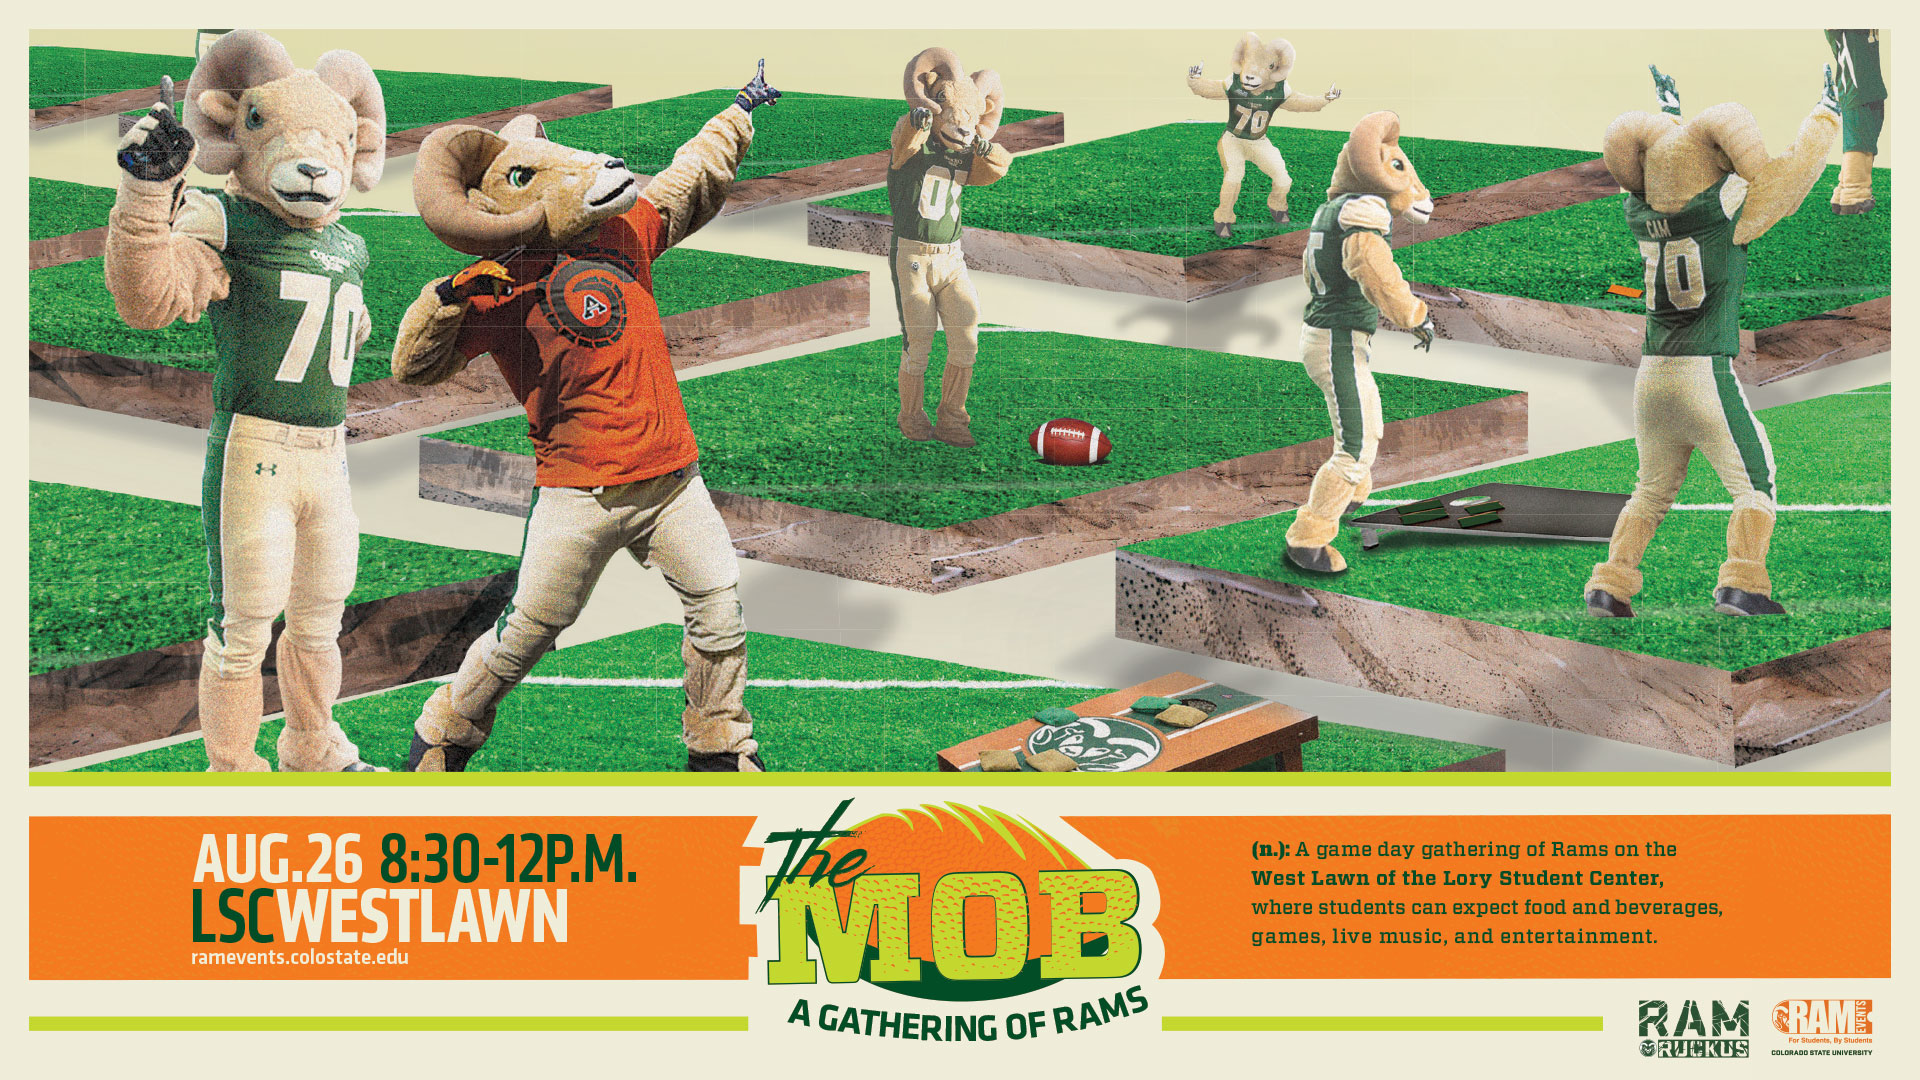 70
A
70
CAM
70
AUG.26 8:30-12P.M.
LSCWESTLAWN
ramevents.colostate.edu
The
MOB
A GATHERING OF RAMS
(n.): A game day gathering of Rams on the
West Lawn of the Lory Student Center,
where students can expect food and beverages,
games, live music, and entertainment.
RAM
RUCKUS
RAM EVENTS
For Students, By Students
COLORADO STATE UNIVERSITY